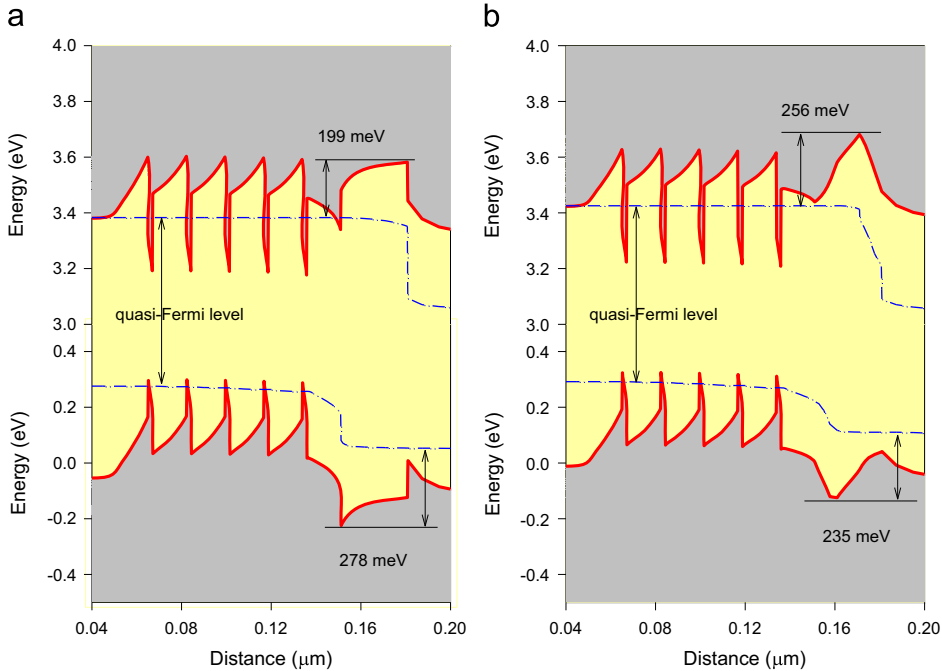 a
4.0
3.8
3.6
3.4
3.2
3.0
0.4
0.2
0.0
-0.2
-0.4
Energy (eV)
Energy (eV)
199 meV
quasi-Fermi level
278 meV
0.04
0.08
0.12
0.16
0.20
Distance (μm)
b
4.0
3.8
3.6
3.4
3.2
3.0
0.4
0.2
0.0
-0.2
-0.4
Energy (eV)
Energy (eV)
256 meV
quasi-Fermi level
235 meV
0.04
0.08
0.12
0.16
0.20
Distance (μm)